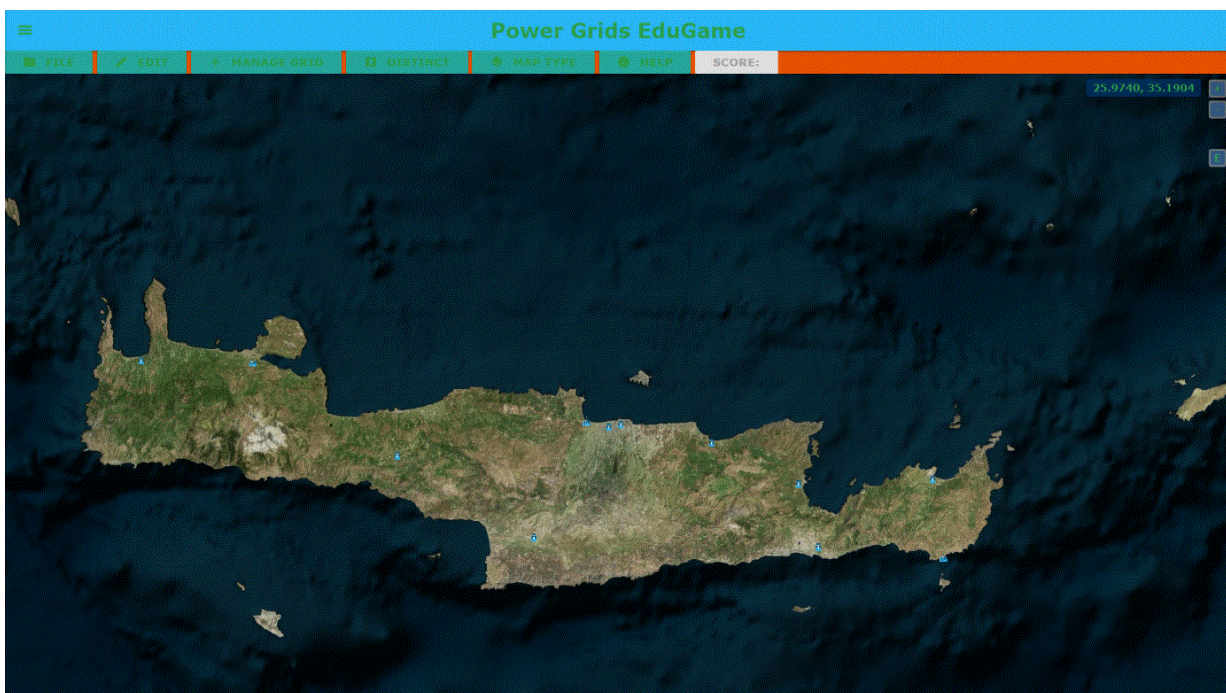 Power Grids EduGame
FILE
EDIT
+ MANAGE GRID
DISTINCT
MAP TYPE
HELP
SCORE:
25.9740, 35.1904